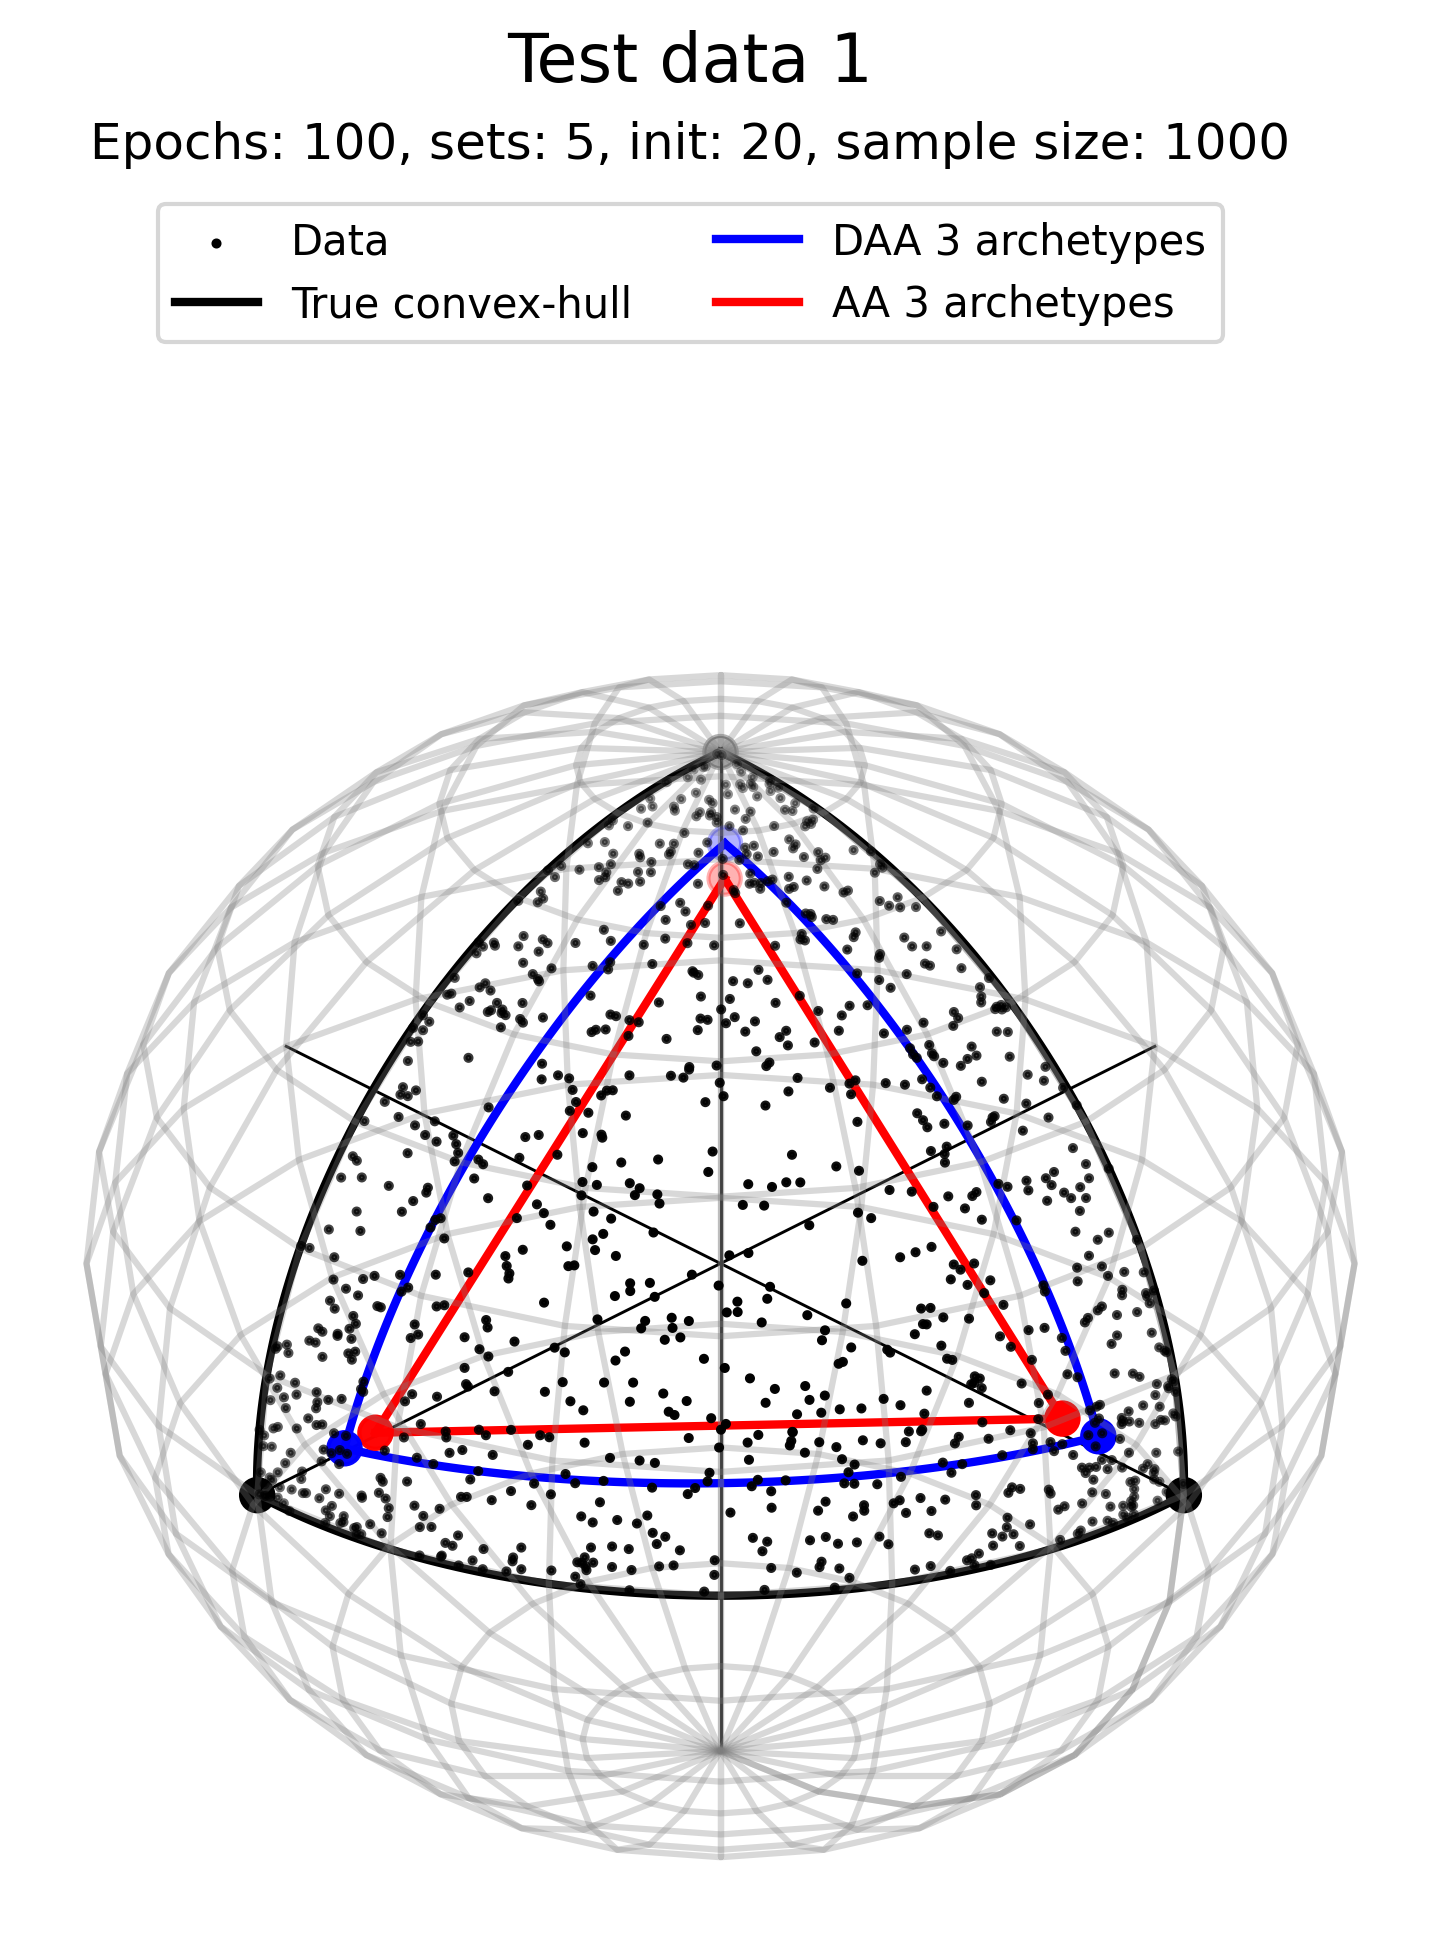 Test data 1
Epochs: 100, sets: 5, init: 20, sample size: 1000
Data
True convex-hull
DAA 3 archetypes
AA 3 archetypes